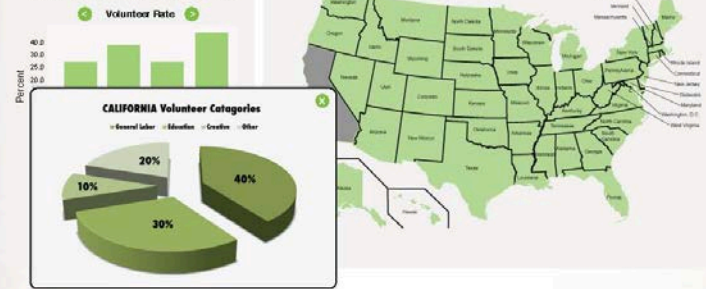 Volunteer Rate
Percent
40.0
30.0
25.0
20.0
CALIFORNIA Volunteer Catagories
General Labor Education Creative Other
40%
30%
10%
20%
Washington
Oregon
Idaho
Montana
Wyoming
Nevada
Utah
Colorado
Arizona
New Mexico
North Dakota
South Dakota
Nebraska
Kansas
Oklahoma
Texas
Minnesota
Iowa
Missouri
Arkansas
Louisiana
Wisconsin
Illinois
Michigan
Indiana
Ohio
Kentucky
Tennessee
Alabama
Georgia
Florida
South Carolina
North Carolina
Virginia
Pennsylvania
New York
Maine
Vermont
Massachusetts
Rhode Island
Connecticut
New Jersey
Delaware
Maryland
Washington, D.C.
West Virginia
Alaska
Hawaii